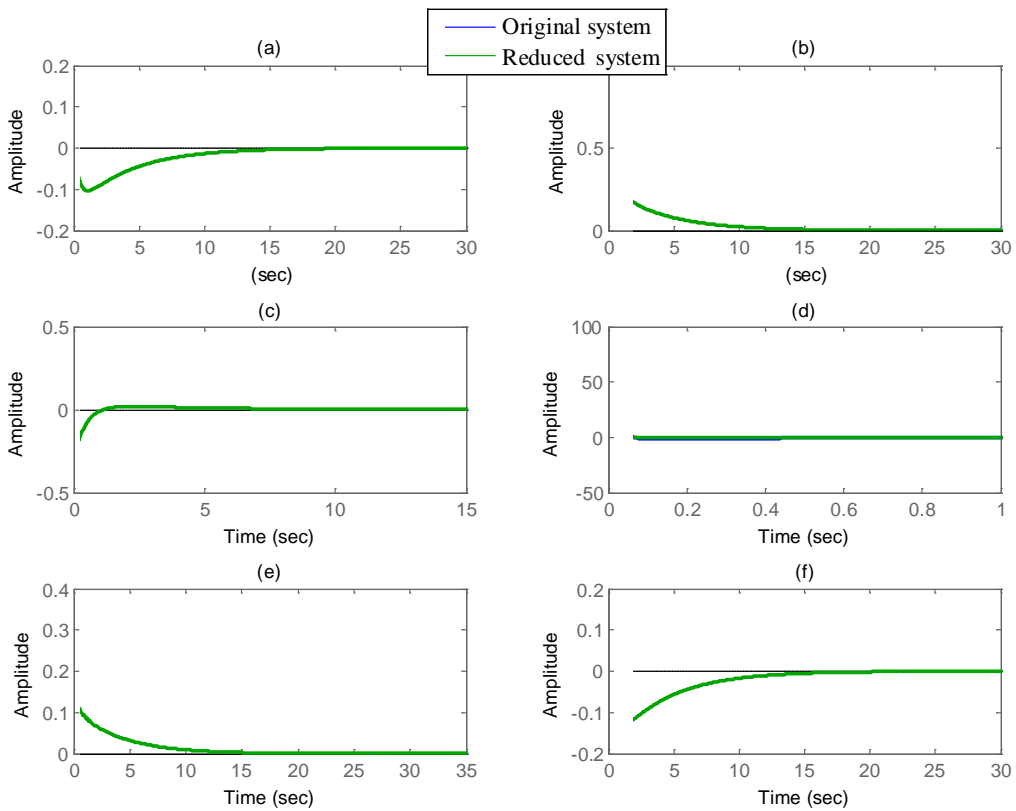 Original system
Reduced system
(a)
0.2
0.1
0
-0.1
-0.2
Amplitude
0 5 10 15 20 25 30
(sec)
(b)
0.5
0
Amplitude
0 5 10 15 20 25 30
(sec)
(c)
0.5
0
-0.5
Amplitude
0 5 10 15
Time (sec)
(d)
100
50
0
-50
Amplitude
0 0.2 0.4 0.6 0.8 1
Time (sec)
(e)
0.4
0.3
0.2
0.1
0
Amplitude
0 5 10 15 20 25 30 35
Time (sec)
(f)
0.2
0.1
0
-0.1
-0.2
Amplitude
0 5 10 15 20 25 30
Time (sec)